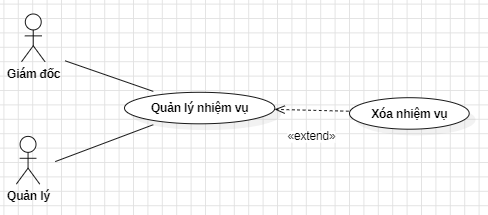 Giám đốc
Quản lý nhiệm vụ
Xóa nhiệm vụ
«extend»
Quản lý